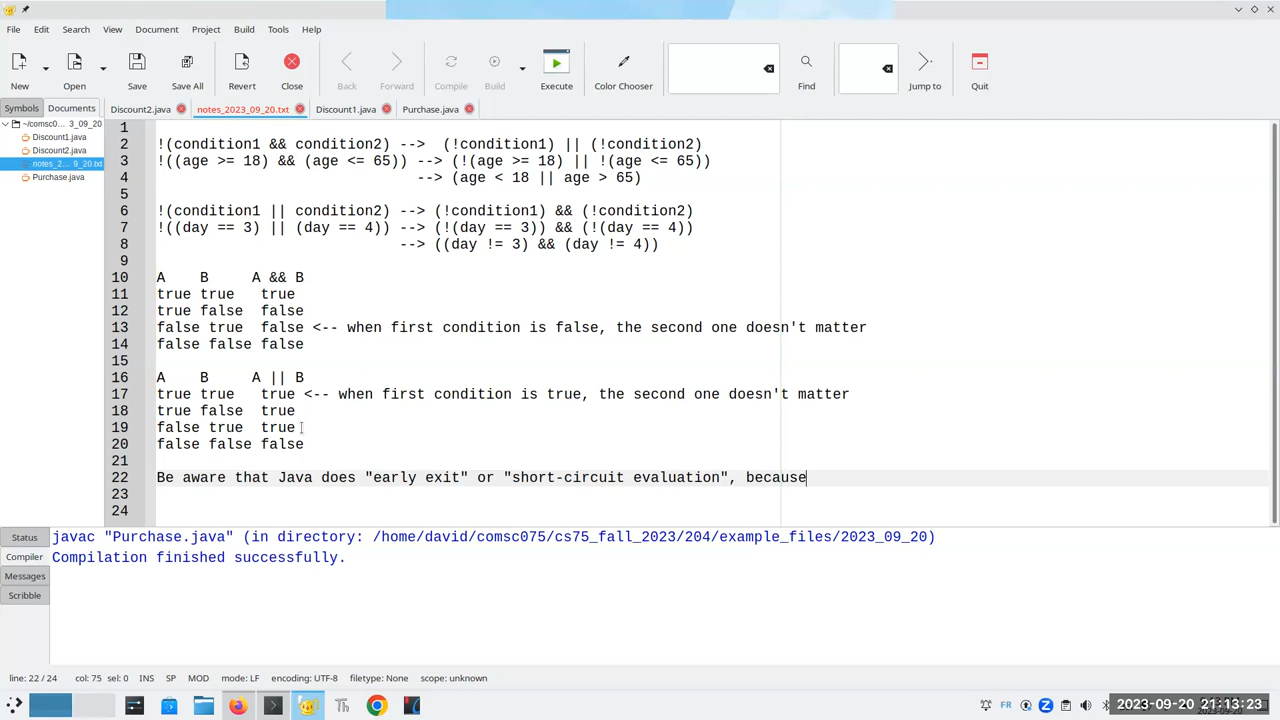 File Edit Search View Document Project Build Tools Help
New Open Save Save All Revert Close Back Forward Compile Build Execute Color Chooser Find Jump to Quit
Symbols Documents Discount2.java notes_2023_09_20.txt Discount1.java Purchase.java
~/comsc0... 3_09_20
Discount1.java
Discount2.java
notes_2... 9_20.txt
Purchase.java
1
2 !(condition1 && condition2) --> (!condition1) || (!condition2)
3 !((age >= 18) && (age <= 65)) --> (!(age >= 18) || !(age <= 65))
4 --> (age < 18 || age > 65)
5
6 !(condition1 || condition2) --> (!condition1) && (!condition2)
7 !((day == 3) || (day == 4)) --> (!(day == 3)) && (!(day == 4))
8 --> ((day != 3) && (day != 4))
9
10 A B A && B
11 true true true
12 true false false
13 false true false <-- when first condition is false, the second one doesn't matter
14 false false false
15
16 A B A || B
17 true true true <-- when first condition is true, the second one doesn't matter
18 true false true
19 false true true
20 false false false
21
22 Be aware that Java does "early exit" or "short-circuit evaluation", because
23
24
Status
Compiler
Messages
Scribble
javac "Purchase.java" (in directory: /home/david/comsc075/cs75_fall_2023/204/example_files/2023_09_20)
Compilation finished successfully.
line: 22 / 24 col: 75 sel: 0 INS SP MOD mode: LF encoding: UTF-8 filetype: None scope: unknown
FR 2023-09-20 21:13:23